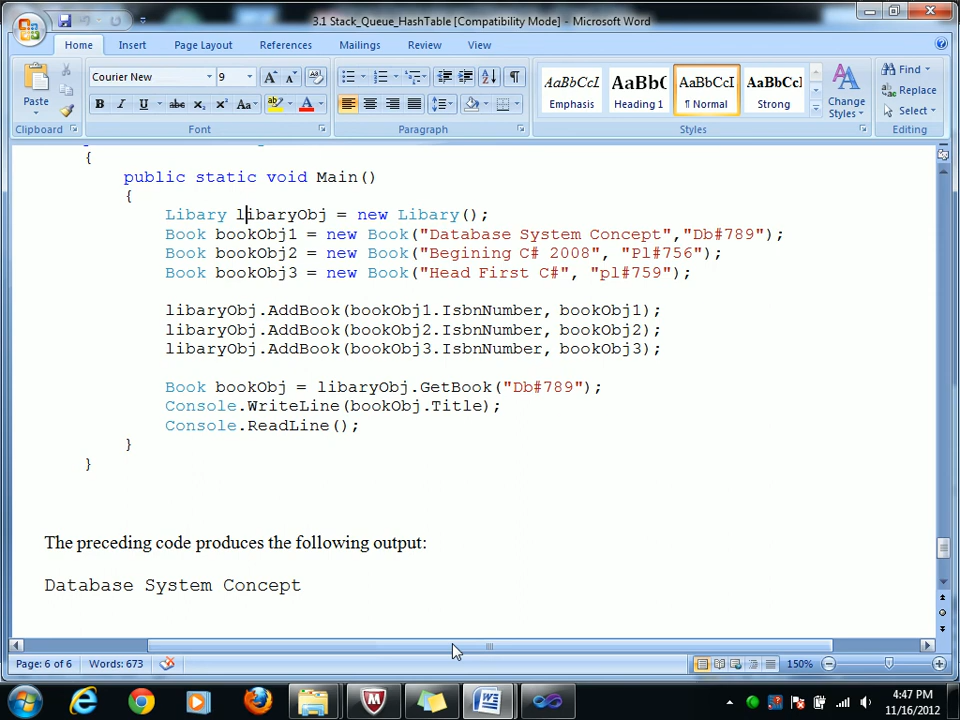 3.1 Stack_Queue_HashTable [Compatibility Mode] - Microsoft Word
Home Insert Page Layout References Mailings Review View
Courier New 9
Paste
Clipboard Font Paragraph Styles Editing
AaBbCcL AaBbC AaBbCcI AaBbCcI
Emphasis Heading 1 ¶ Normal Strong
Change Styles
Find
Replace
Select
{
public static void Main()
{
Libary libaryObj = new Libary();
Book bookObj1 = new Book("Database System Concept","Db#789");
Book bookObj2 = new Book("Begining C# 2008", "Pl#756");
Book bookObj3 = new Book("Head First C#", "pl#759");
libaryObj.AddBook(bookObj1.IsbnNumber, bookObj1);
libaryObj.AddBook(bookObj2.IsbnNumber, bookObj2);
libaryObj.AddBook(bookObj3.IsbnNumber, bookObj3);
Book bookObj = libaryObj.GetBook("Db#789");
Console.WriteLine(bookObj.Title);
Console.ReadLine();
}
}
The preceding code produces the following output:
Database System Concept
Page: 6 of 6 Words: 673 150%
4:47 PM
11/16/2012